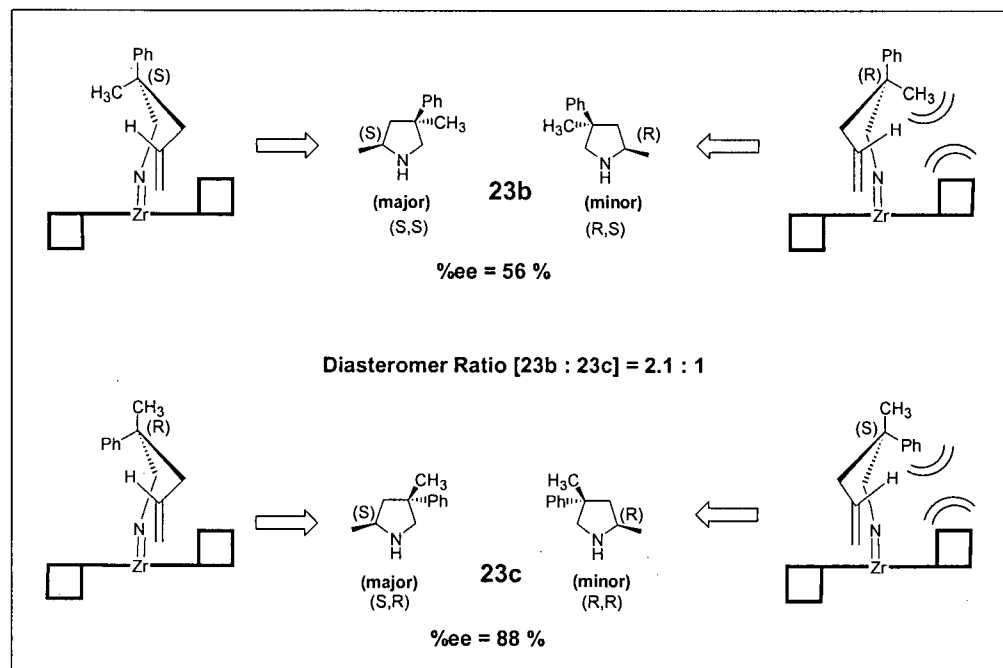 Ph
(S)
H₃C
H
N
Zr
Ph
(S)
CH₃
N
H
(major)
(S,S)
23b
Ph
H₃C
(R)
N
H
(minor)
(R,S)
Ph
(R)
CH₃
H
N
Zr
%ee = 56 %
Diasteromer Ratio [23b : 23c] = 2.1 : 1
CH₃
(R)
Ph
H
N
Zr
CH₃
(S)
Ph
N
H
(major)
(S,R)
23c
H₃C
Ph
(R)
N
H
(minor)
(R,R)
CH₃
(S)
Ph
H
N
Zr
%ee = 88 %